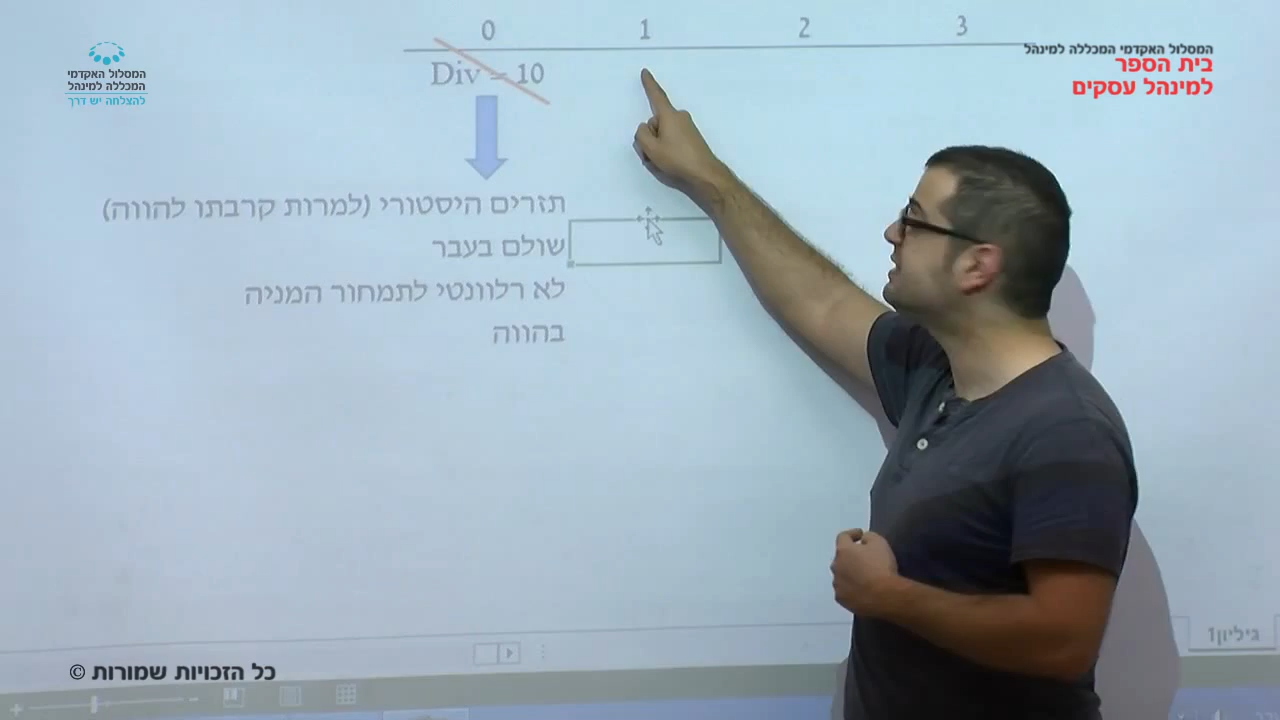 המסלול האקדמי
המכללה למינהל
להצלחה יש דרך
0 1 2 3
המסלול האקדמי המכללה למינהל
בית הספר
למינהל עסקים
Div = 10
תזרים היסטורי (למרות קרבתו להווה)
שולם בעבר
לא רלוונטי לתמחור המניה
בהווה
גיליון1
כל הזכויות שמורות ©